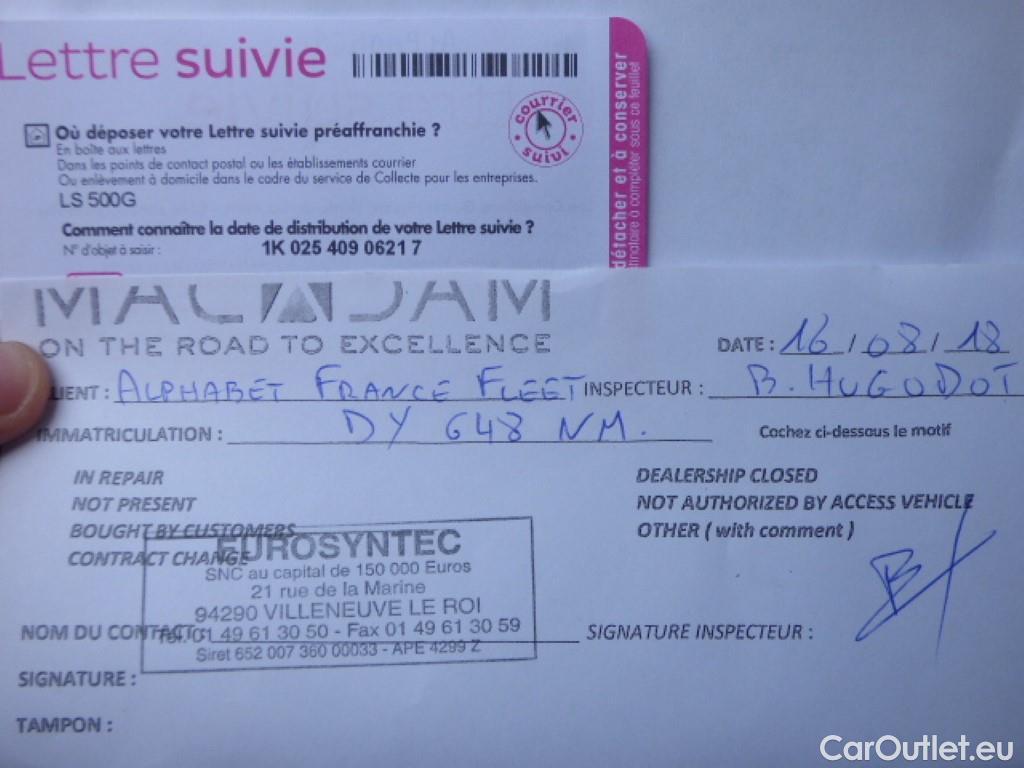 Lettre suivie
courrier suivi
Où déposer votre Lettre suivie préaffranchie ?
En boîte aux lettres
Dans les points de contact postal ou les établissements courrier
Ou enlèvement à domicile dans le cadre du service de Collecte pour les entreprises.
LS 500G
Comment connaître la date de distribution de votre Lettre suivie ?
N° d'objet à saisir : 1K 025 409 0621 7
détacher et à conserver
à compléter sous ce feuillet
MACADAM
ON THE ROAD TO EXCELLENCE
DATE : 16 / 08 / 18
IENT : ALPHABET FRANCE FLEET INSPECTEUR : B. HUGODOT
IMMATRICULATION : DY 648 NM.
Cochez ci-dessous le motif
IN REPAIR
NOT PRESENT
BOUGHT BY CUSTOMERS
CONTRACT CHANGE
DEALERSHIP CLOSED
NOT AUTHORIZED BY ACCESS VEHICLE
OTHER ( with comment )
EUROSYNTEC
SNC au capital de 150 000 Euros
21 rue de la Marine
94290 VILLENEUVE LE ROI
Tél. 01 49 61 30 50 - Fax 01 49 61 30 59
Siret 652 007 360 00033 - APE 4299 Z
NOM DU CONTACT :
SIGNATURE INSPECTEUR :
SIGNATURE :
TAMPON :
CarOutlet.eu